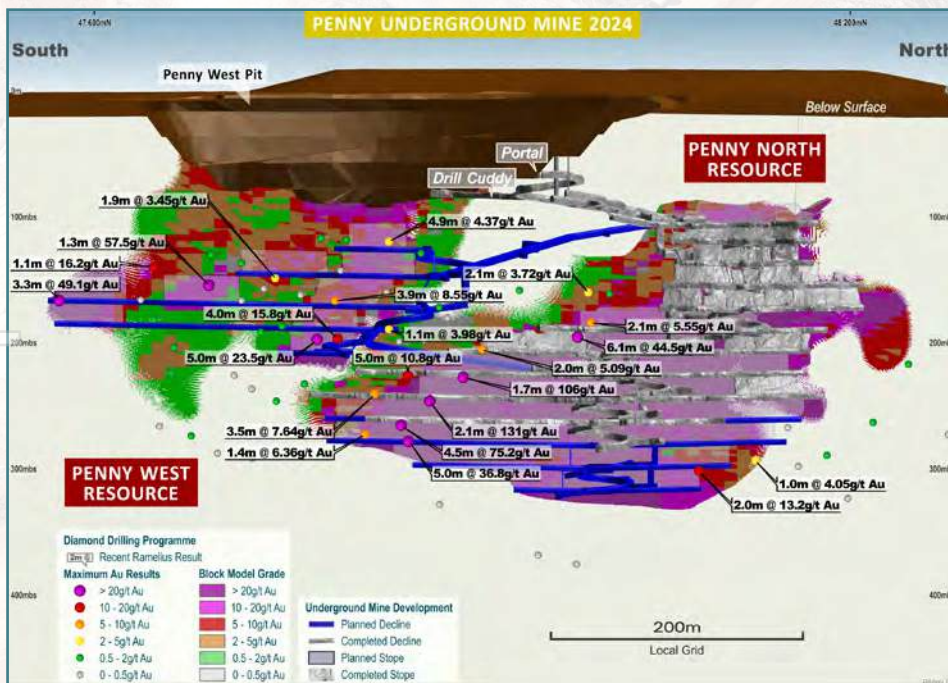 PENNY UNDERGROUND MINE 2024
47 600mN
48 200mN
South
North
Penny West Pit
Below Surface
Portal
Drill Cuddy
PENNY NORTH
RESOURCE
100mbs
200mbs
300mbs
400mbs
1.9m @ 3.45g/t Au
4.9m @ 4.37g/t Au
1.3m @ 57.5g/t Au
1.1m @ 16.2g/t Au
2.1m @ 3.72g/t Au
3.3m @ 49.1g/t Au
3.9m @ 8.55g/t Au
4.0m @ 15.8g/t Au
2.1m @ 5.55g/t Au
1.1m @ 3.98g/t Au
6.1m @ 44.5g/t Au
5.0m @ 23.5g/t Au
5.0m @ 10.8g/t Au
2.0m @ 5.09g/t Au
1.7m @ 106g/t Au
3.5m @ 7.64g/t Au
2.1m @ 131g/t Au
1.4m @ 6.36g/t Au
4.5m @ 75.2g/t Au
5.0m @ 36.8g/t Au
1.0m @ 4.05g/t Au
2.0m @ 13.2g/t Au
PENNY WEST
RESOURCE
Diamond Drilling Programme
Recent Ramelius Result
Maximum Au Results
> 20g/t Au
10 - 20g/t Au
5 - 10g/t Au
2 - 5g/t Au
0.5 - 2g/t Au
0 - 0.5g/t Au
Block Model Grade
> 20g/t Au
10 - 20g/t Au
5 - 10g/t Au
2 - 5g/t Au
0.5 - 2g/t Au
0 - 0.5g/t Au
Underground Mine Development
Planned Decline
Completed Decline
Planned Stope
Completed Stope
200m
Local Grid